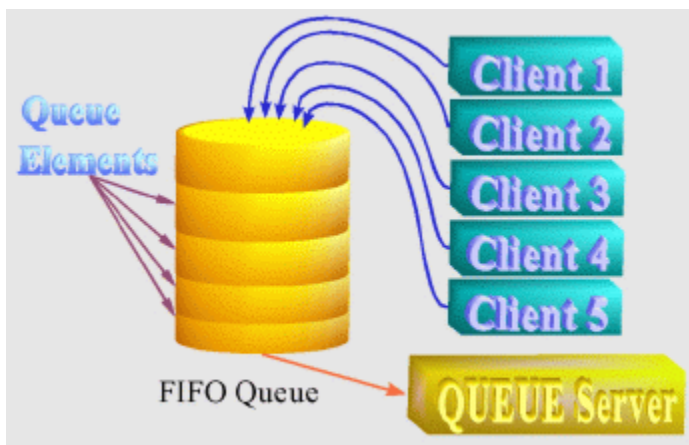 Queue
Elements
Client 1
Client 2
Client 3
Client 4
Client 5
FIFO Queue
QUEUE Server